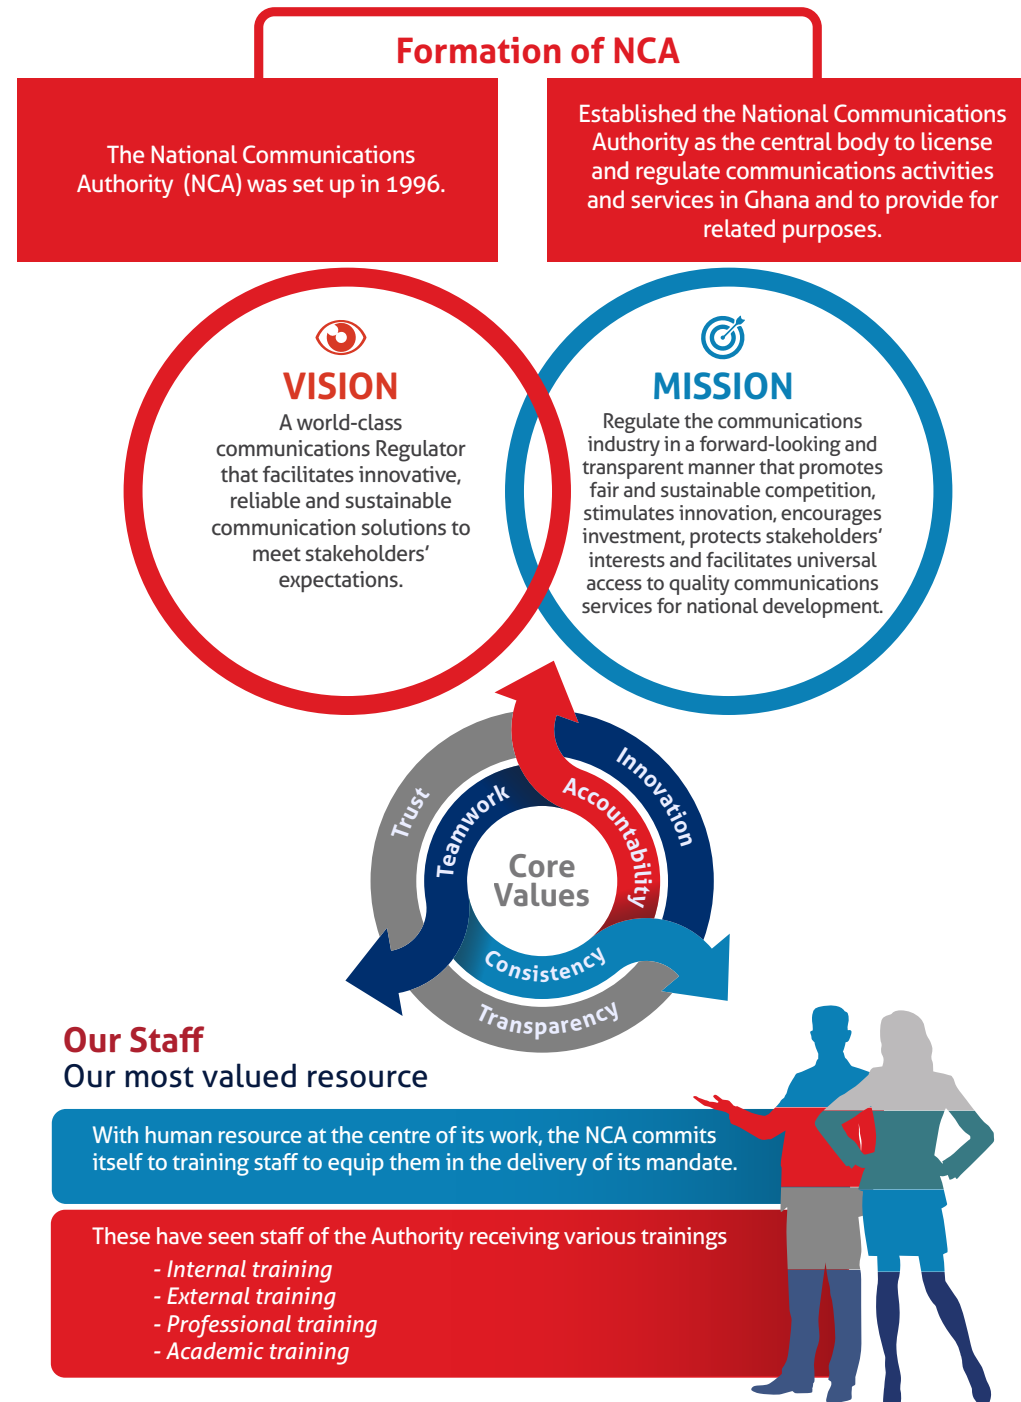 Formation of NCA
The National Communications
Authority (NCA) was set up in 1996.
Established the National Communications
Authority as the central body to license
and regulate communications activities
and services in Ghana and to provide for
related purposes.
VISION
A world-class
communications Regulator
that facilitates innovative,
reliable and sustainable
communication solutions to
meet stakeholders'
expectations.
MISSION
Regulate the communications
industry in a forward-looking and
transparent manner that promotes
fair and sustainable competition,
stimulates innovation, encourages
investment, protects stakeholders'
interests and facilitates universal
access to quality communications
services for national development.
Trust
Teamwork
Accountability
Innovation
Core
Values
Consistency
Transparency
Our Staff
Our most valued resource
With human resource at the centre of its work, the NCA commits
itself to training staff to equip them in the delivery of its mandate.
These have seen staff of the Authority receiving various trainings
- Internal training
- External training
- Professional training
- Academic training